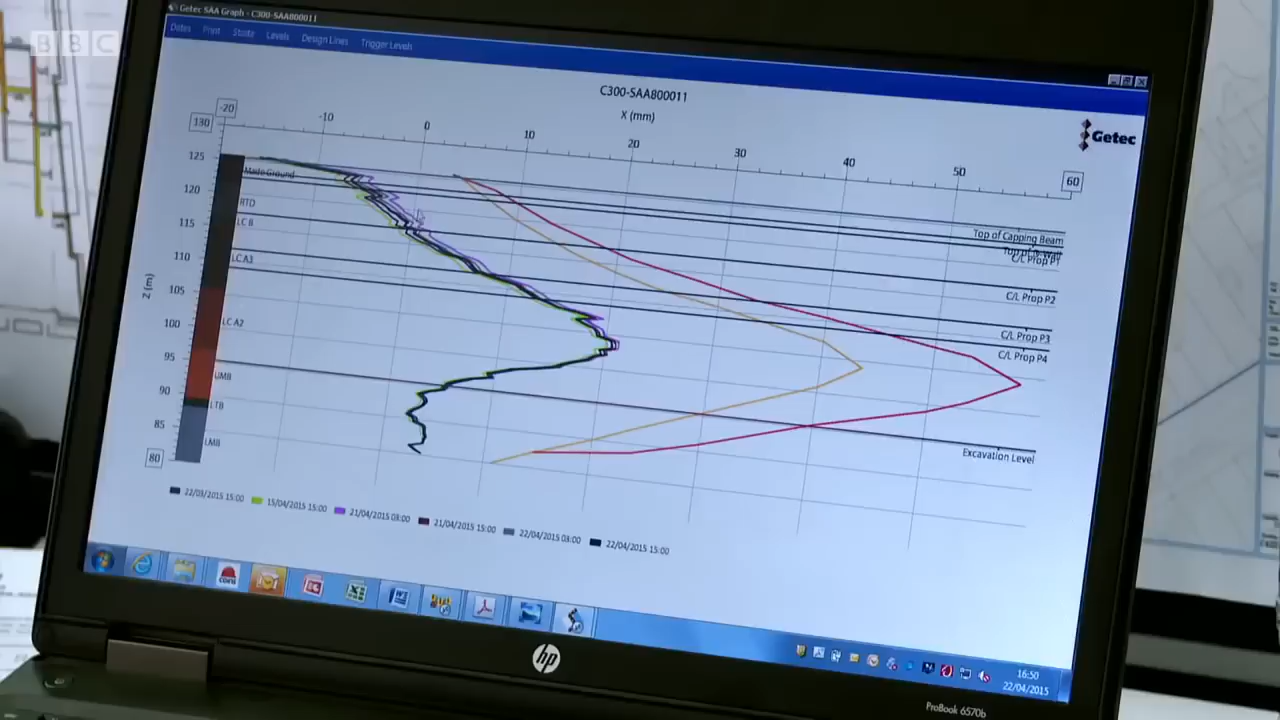 BBC
Getec SAA Graph - C300-SAA800011
Dates Print State Levels Design Lines Trigger Levels
C300-SAA800011
X (mm)
Getec
-20 -10 0 10 20 30 40 50 60
130
125
120
115
110
105
100
95
90
85
80
Z (m)
Made Ground
RTD
LC B
LC A3
LC A2
UMB
LTB
LMB
Top of Capping Beam
C/L Prop P1
C/L Prop P2
C/L Prop P3
C/L Prop P4
Excavation Level
22/03/2015 15:00 15/04/2015 15:00 21/04/2015 03:00 21/04/2015 15:00 22/04/2015 03:00 22/04/2015 15:00
16:50
22/04/2015
hp
ProBook 6570b